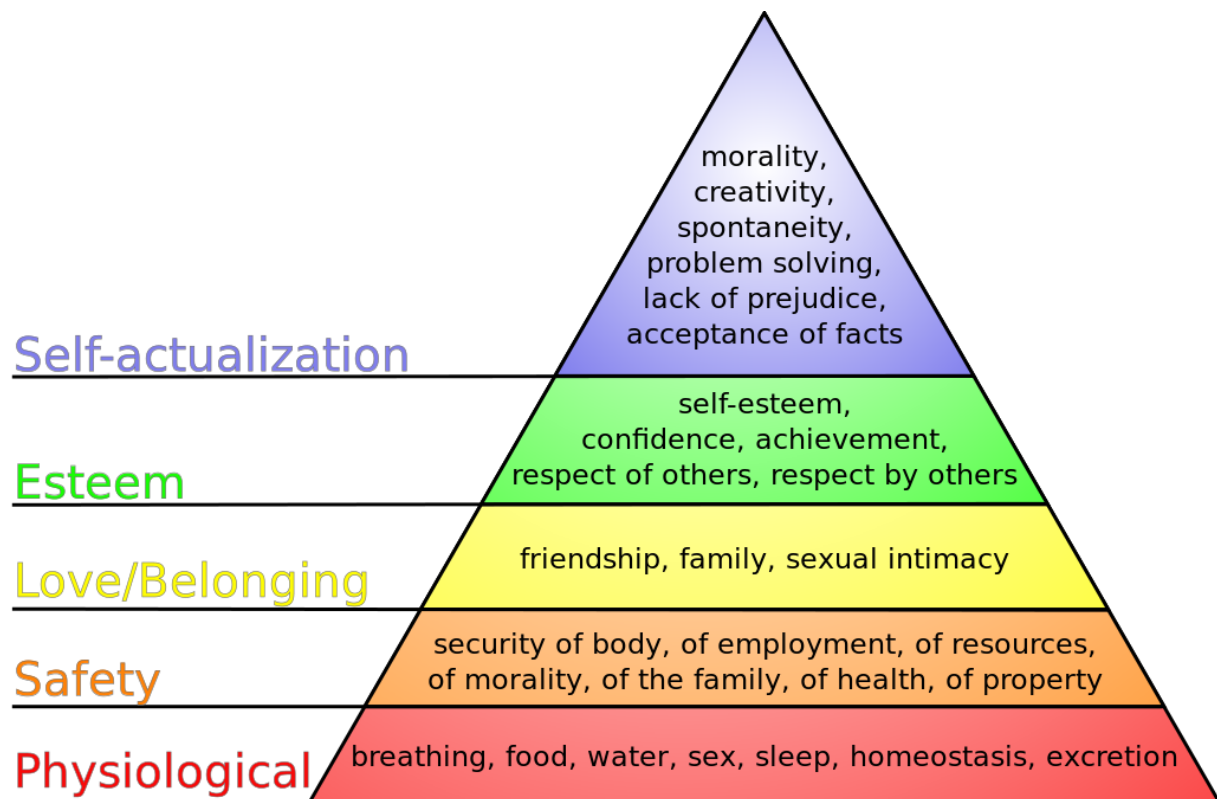 morality,
creativity,
spontaneity,
problem solving,
lack of prejudice,
acceptance of facts
Self-actualization
self-esteem,
confidence, achievement,
respect of others, respect by others
Esteem
friendship, family, sexual intimacy
Love/Belonging
security of body, of employment, of resources,
of morality, of the family, of health, of property
Safety
breathing, food, water, sex, sleep, homeostasis, excretion
Physiological